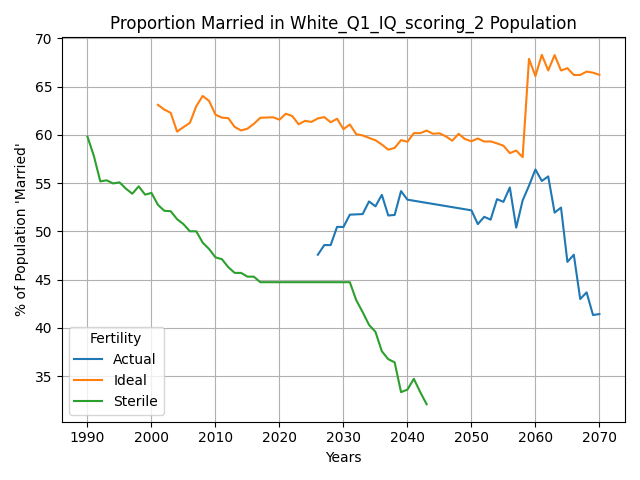 Proportion Married in White_Q1_IQ_scoring_2 Population
% of Population 'Married'
70
65
60
55
50
45
40
35
Fertility
Actual
Ideal
Sterile
1990 2000 2010 2020 2030 2040 2050 2060 2070
Years